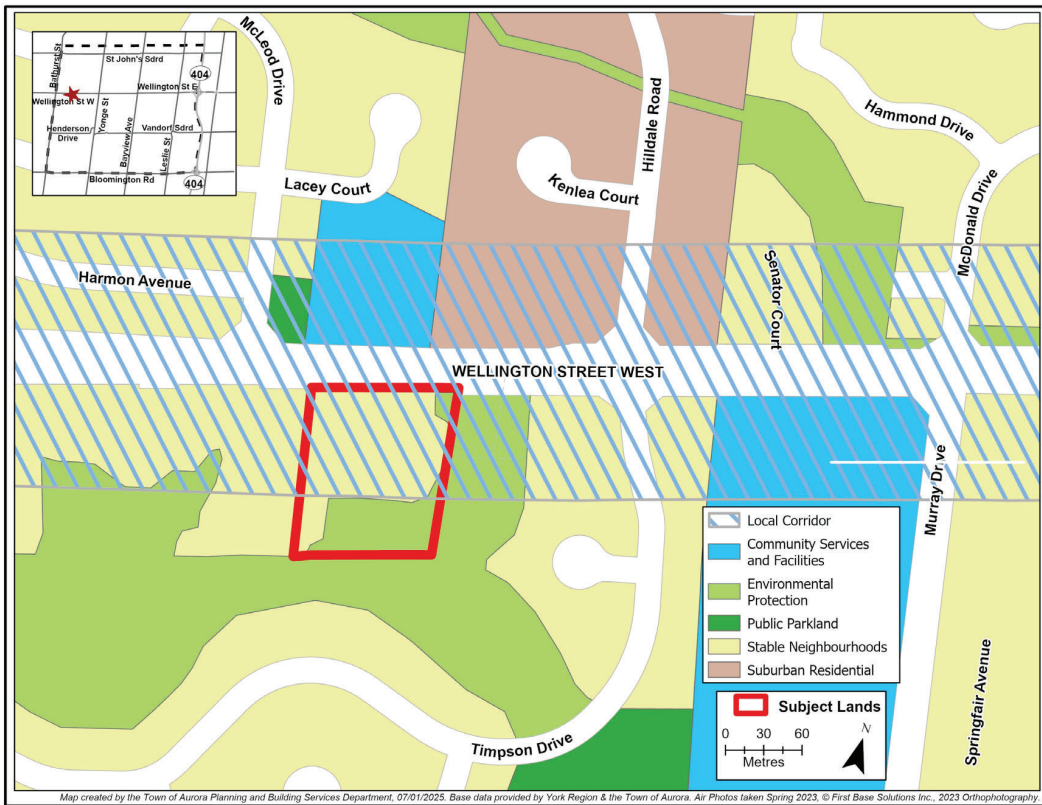 Bathurst St
St John's Sdrd
404
Wellington St E
Wellington St W
Yonge St
Henderson
Drive
Bayview Ave
Vandorf Sdrd
Leslie St
Bloomington Rd
404
McLeod Drive
Lacey Court
Kenlea Court
Hilldale Road
Hammond Drive
McDonald Drive
Harmon Avenue
Senator Court
WELLINGTON STREET WEST
Murray Drive
Timpson Drive
Springfair Avenue
Local Corridor
Community Services
and Facilities
Environmental
Protection
Public Parkland
Stable Neighbourhoods
Suburban Residential
Subject Lands
0 30 60
Metres
N
Map created by the Town of Aurora Planning and Building Services Department, 07/01/2025. Base data provided by York Region & the Town of Aurora. Air Photos taken Spring 2023, © First Base Solutions Inc., 2023 Orthophotography.